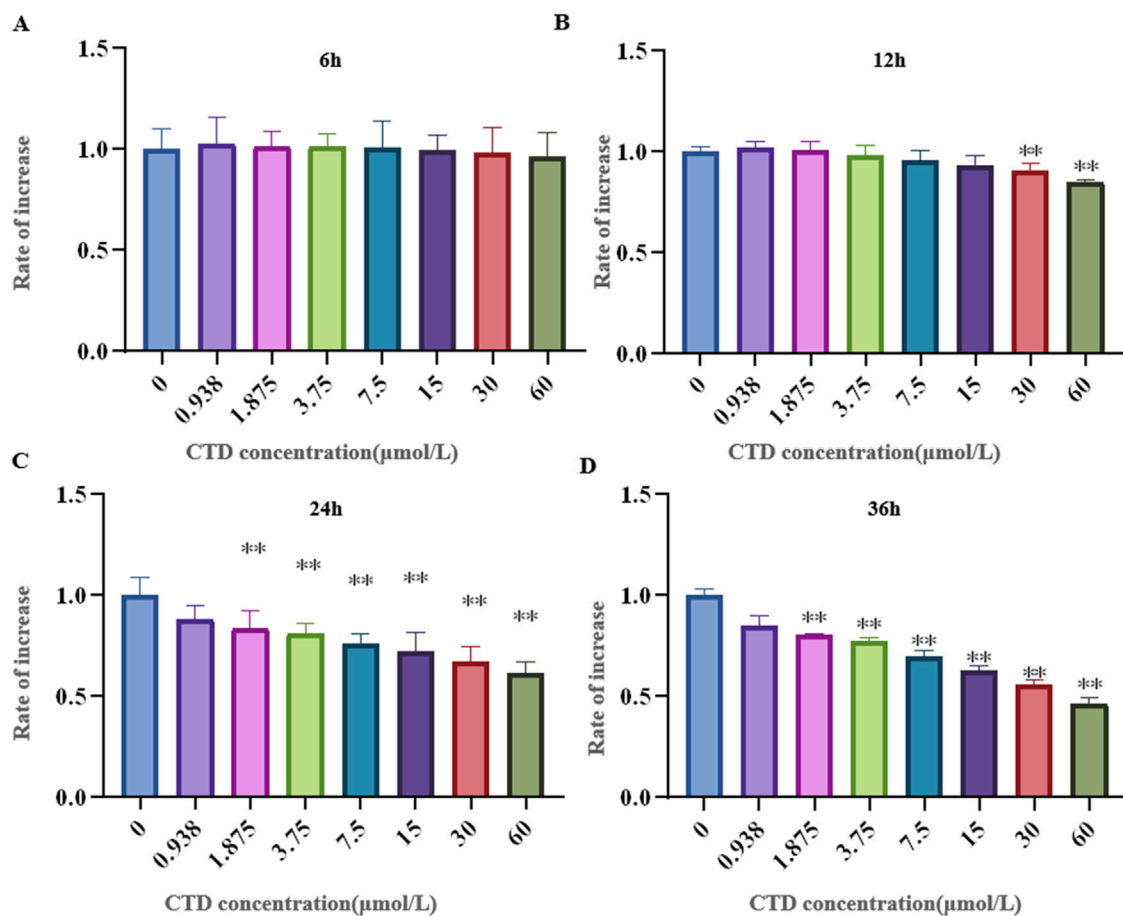 A
6h
Rate of increase
1.5
1.0
0.5
0.0
0 0.938 1.875 3.75 7.5 15 30 60
CTD concentration(μmol/L)
B
12h
Rate of increase
1.5
1.0
0.5
0.0
** **
0 0.938 1.875 3.75 7.5 15 30 60
CTD concentration(μmol/L)
C
24h
Rate of increase
1.5
1.0
0.5
0.0
** ** ** ** ** **
0 0.938 1.875 3.75 7.5 15 30 60
CTD concentration(μmol/L)
D
36h
Rate of increase
1.5
1.0
0.5
0.0
** ** ** ** ** **
0 0.938 1.875 3.75 7.5 15 30 60
CTD concentration(μmol/L)